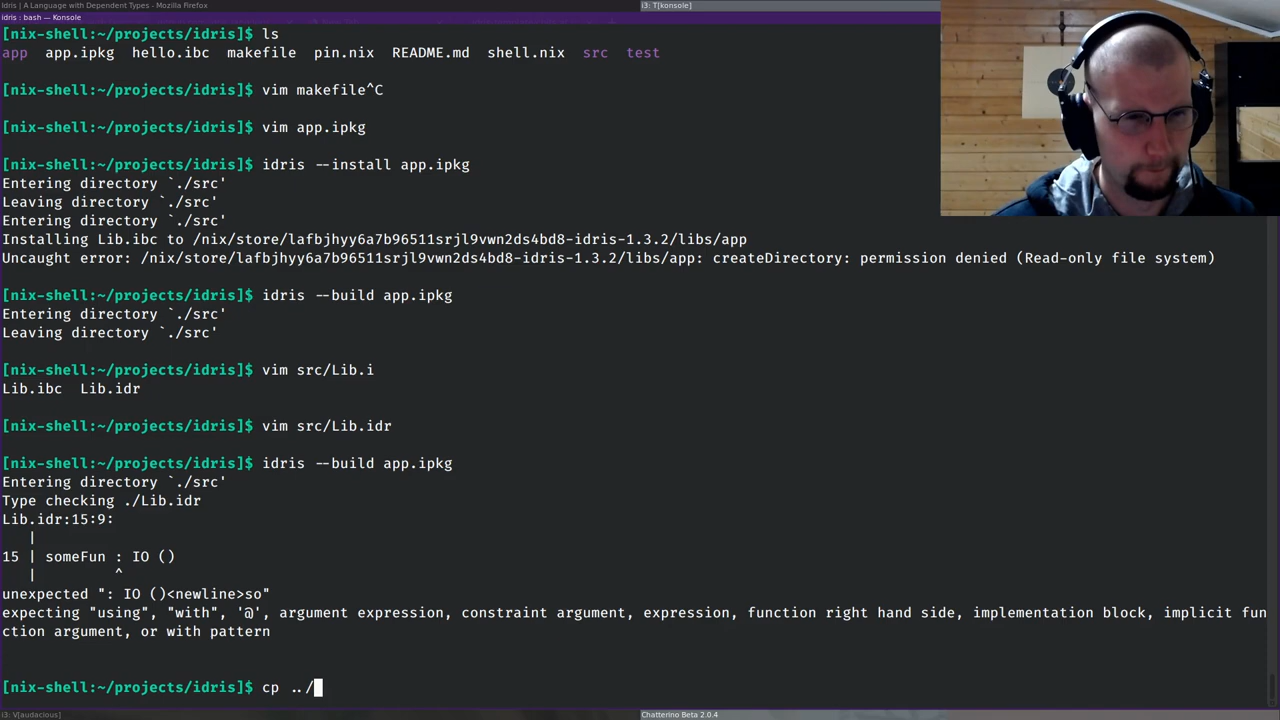 Idris | A Language with Dependent Types - Mozilla Firefox
i3: T[konsole]
idris : bash — Konsole
[nix-shell:~/projects/idris]$ ls
app app.ipkg hello.ibc makefile pin.nix README.md shell.nix src test
[nix-shell:~/projects/idris]$ vim makefile^C
[nix-shell:~/projects/idris]$ vim app.ipkg
[nix-shell:~/projects/idris]$ idris --install app.ipkg
Entering directory `./src'
Leaving directory `./src'
Entering directory `./src'
Installing Lib.ibc to /nix/store/lafbjhyy6a7b96511srjl9vwn2ds4bd8-idris-1.3.2/libs/app
Uncaught error: /nix/store/lafbjhyy6a7b96511srjl9vwn2ds4bd8-idris-1.3.2/libs/app: createDirectory: permission denied (Read-only file system)
[nix-shell:~/projects/idris]$ idris --build app.ipkg
Entering directory `./src'
Leaving directory `./src'
[nix-shell:~/projects/idris]$ vim src/Lib.i
Lib.ibc Lib.idr
[nix-shell:~/projects/idris]$ vim src/Lib.idr
[nix-shell:~/projects/idris]$ idris --build app.ipkg
Entering directory `./src'
Type checking ./Lib.idr
Lib.idr:15:9:
|
15 | someFun : IO ()
| ^
unexpected ": IO ()<newline>so"
expecting "using", "with", '@', argument expression, constraint argument, expression, function right hand side, implementation block, implicit fun
ction argument, or with pattern
[nix-shell:~/projects/idris]$ cp ../
i3: V[audacious]
Chatterino Beta 2.0.4